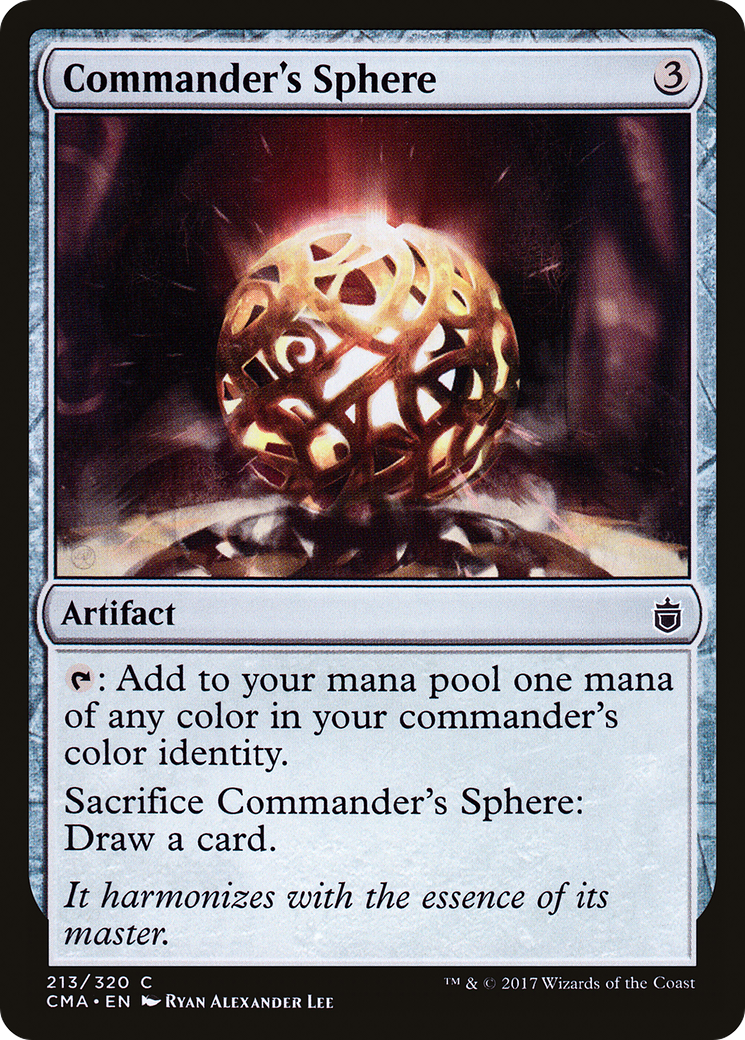 Commander's Sphere 3
Artifact
: Add to your mana pool one mana
of any color in your commander's
color identity.
Sacrifice Commander's Sphere:
Draw a card.
It harmonizes with the essence of its
master.
213/320 C
™ & © 2017 Wizards of the Coast
CMA • EN Ryan Alexander Lee